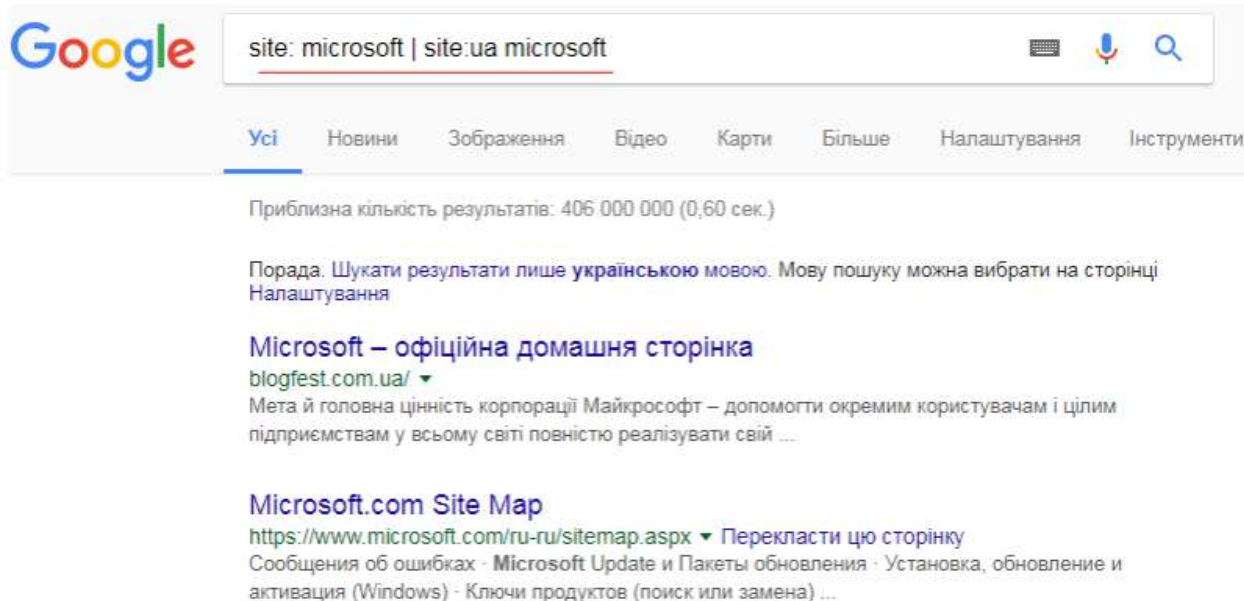 Google
site: microsoft | site:ua microsoft
Усі Новини Зображення Відео Карти Більше Налаштування Інструменти
Приблизна кількість результатів: 406 000 000 (0,60 сек.)
Порада. Шукати результати лише українською мовою. Мову пошуку можна вибрати на сторінці
Налаштування
Microsoft – офіційна домашня сторінка
blogfest.com.ua/
Мета й головна цінність корпорації Майкрософт – допомогти окремим користувачам і цілим
підприємствам у всьому світі повністю реалізувати свій ...
Microsoft.com Site Map
https://www.microsoft.com/ru-ru/sitemap.aspx Перекласти цю сторінку
Сообщения об ошибках · Microsoft Update и Пакеты обновления · Установка, обновление и
активация (Windows) · Ключи продуктов (поиск или замена) ...